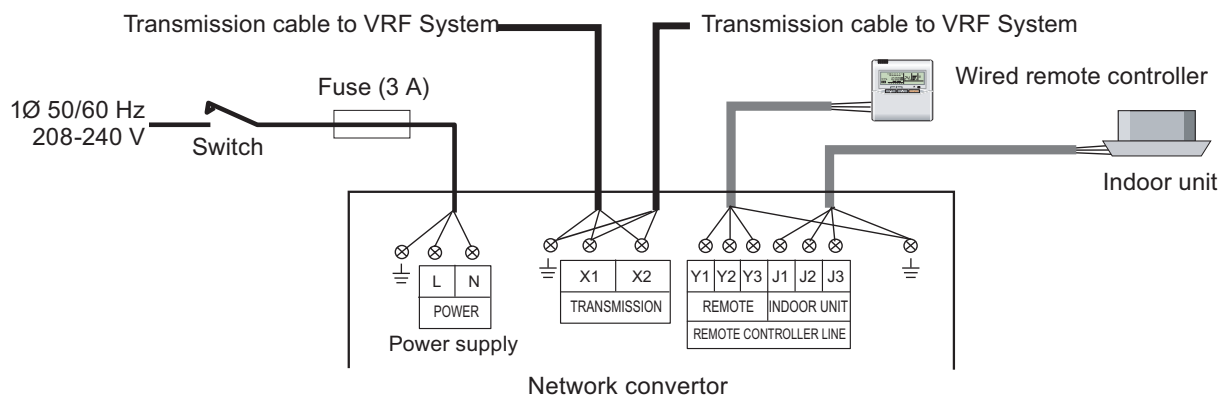 Transmission cable to VRF System
Transmission cable to VRF System
Wired remote controller
Fuse (3 A)
1Ø 50/60 Hz
208-240 V
Switch
Indoor unit
L N
POWER
Power supply
X1 X2
TRANSMISSION
Y1 Y2 Y3 J1 J2 J3
REMOTE INDOOR UNIT
REMOTE CONTROLLER LINE
Network convertor